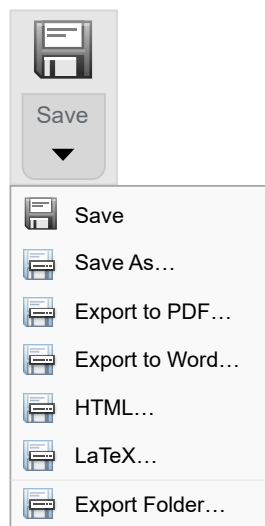 Save
Save
Save As…
Export to PDF…
Export to Word…
HTML…
LaTeX…
Export Folder…